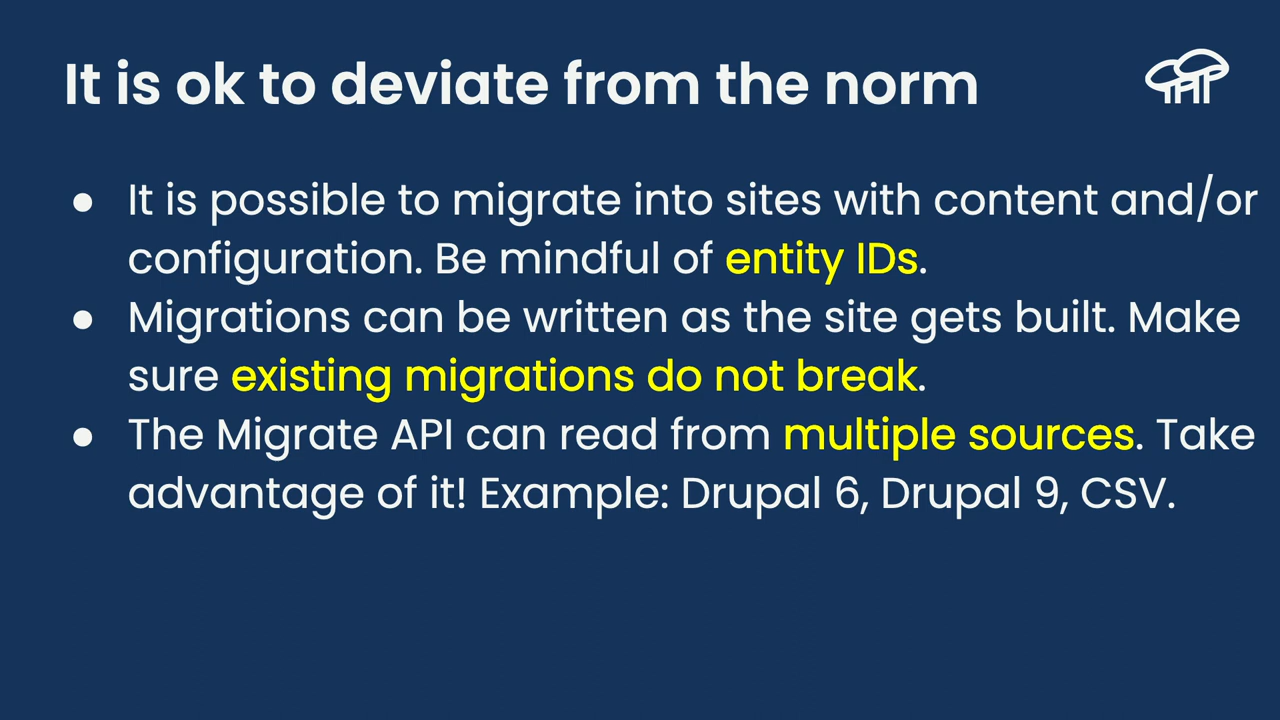 It is ok to deviate from the norm
● It is possible to migrate into sites with content and/or
configuration. Be mindful of entity IDs.
● Migrations can be written as the site gets built. Make
sure existing migrations do not break.
● The Migrate API can read from multiple sources. Take
advantage of it! Example: Drupal 6, Drupal 9, CSV.